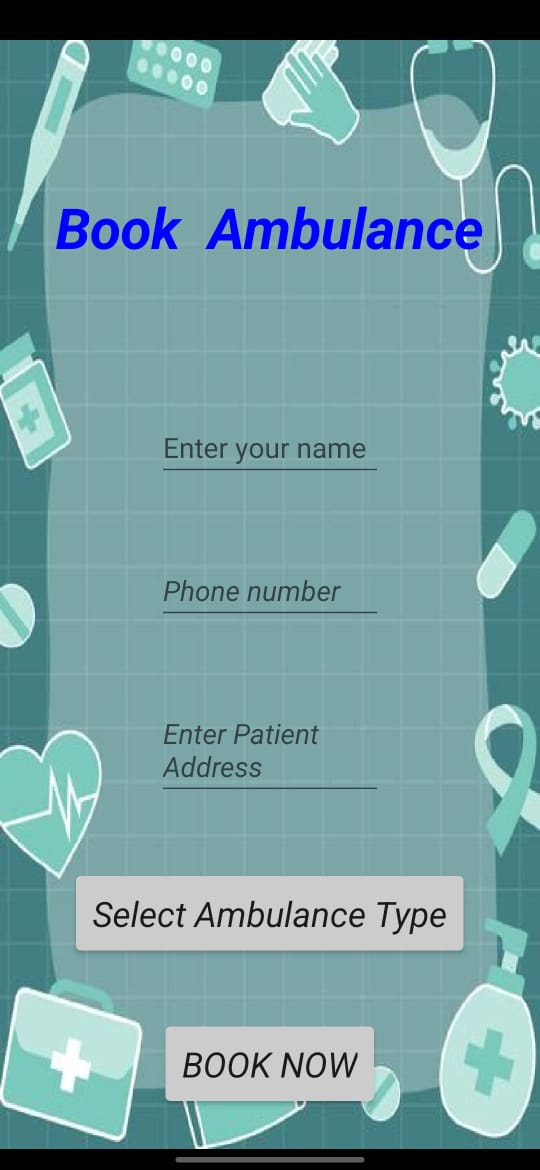 Book Ambulance
Enter your name
Phone number
Enter Patient
Address
Select Ambulance Type
BOOK NOW